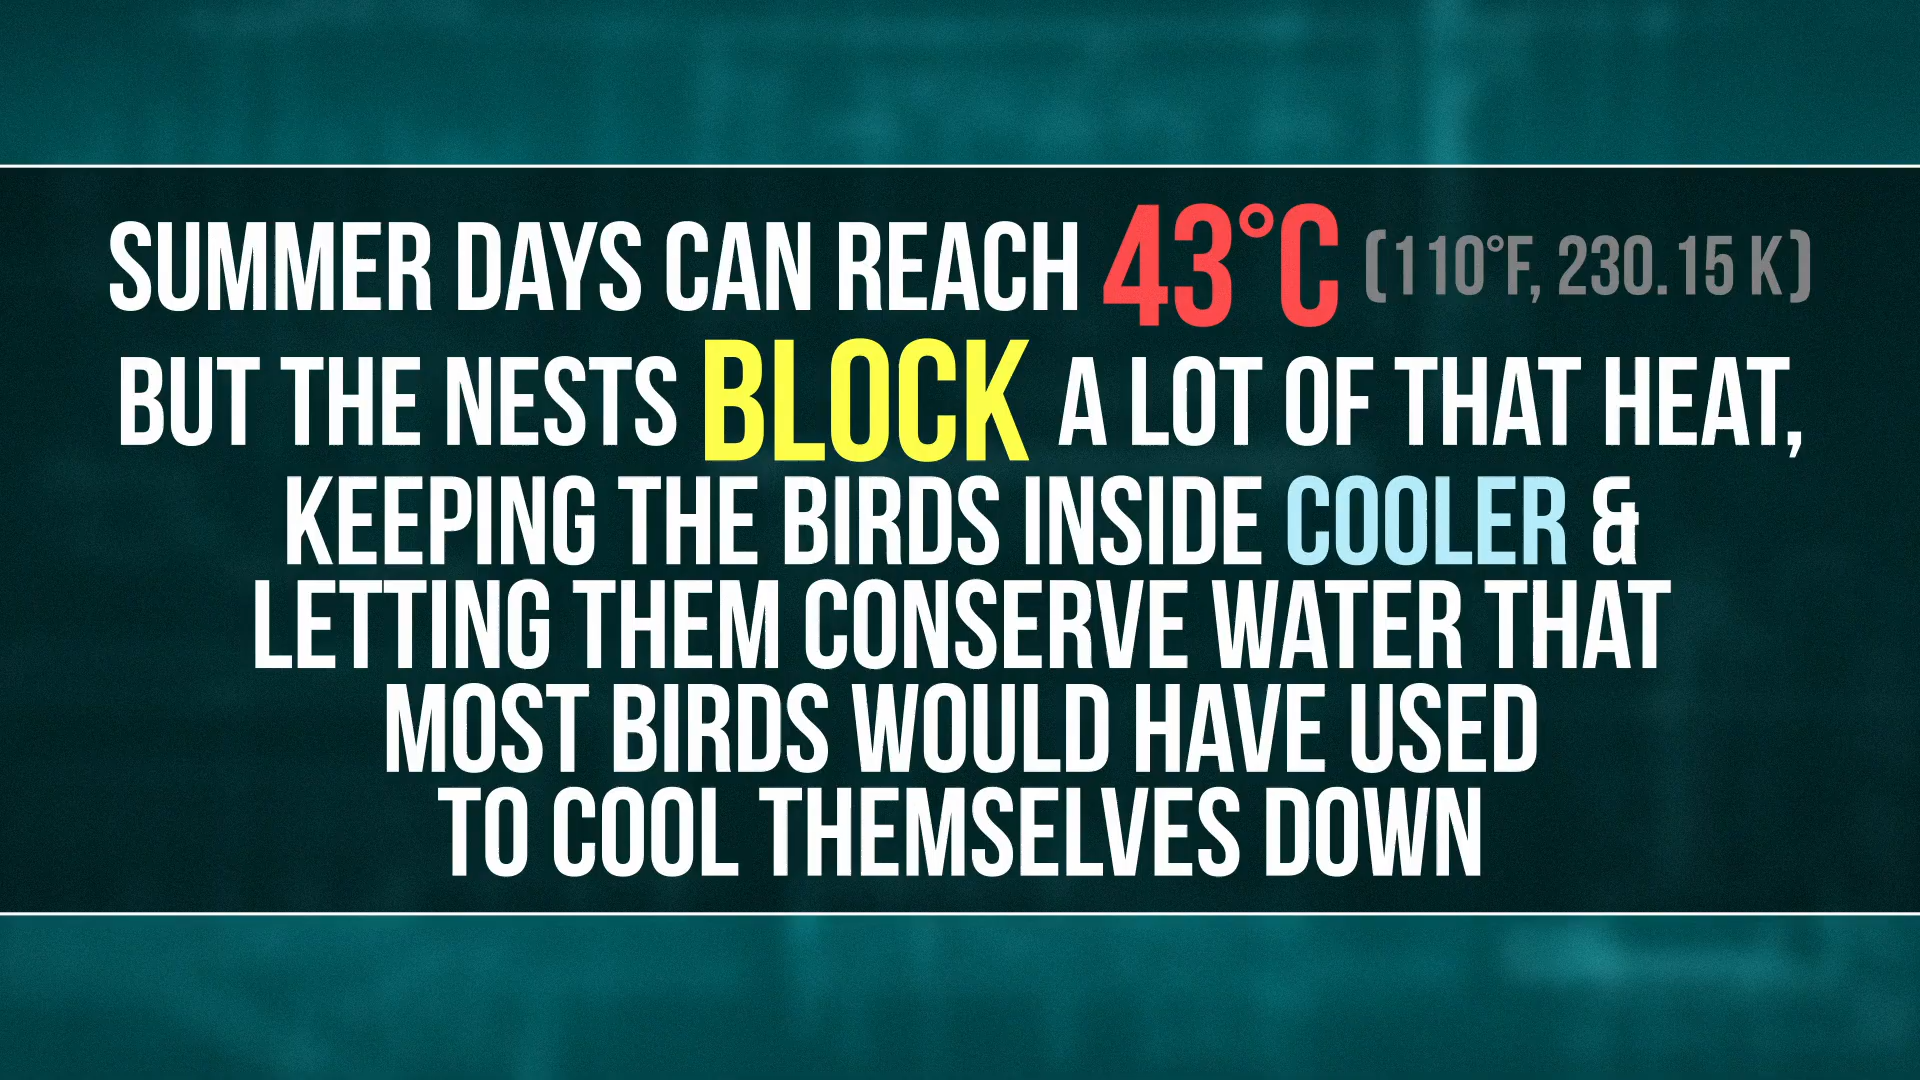 SUMMER DAYS CAN REACH 43°C (110°F, 230.15 K)
BUT THE NESTS BLOCK A LOT OF THAT HEAT,
KEEPING THE BIRDS INSIDE COOLER &
LETTING THEM CONSERVE WATER THAT
MOST BIRDS WOULD HAVE USED
TO COOL THEMSELVES DOWN